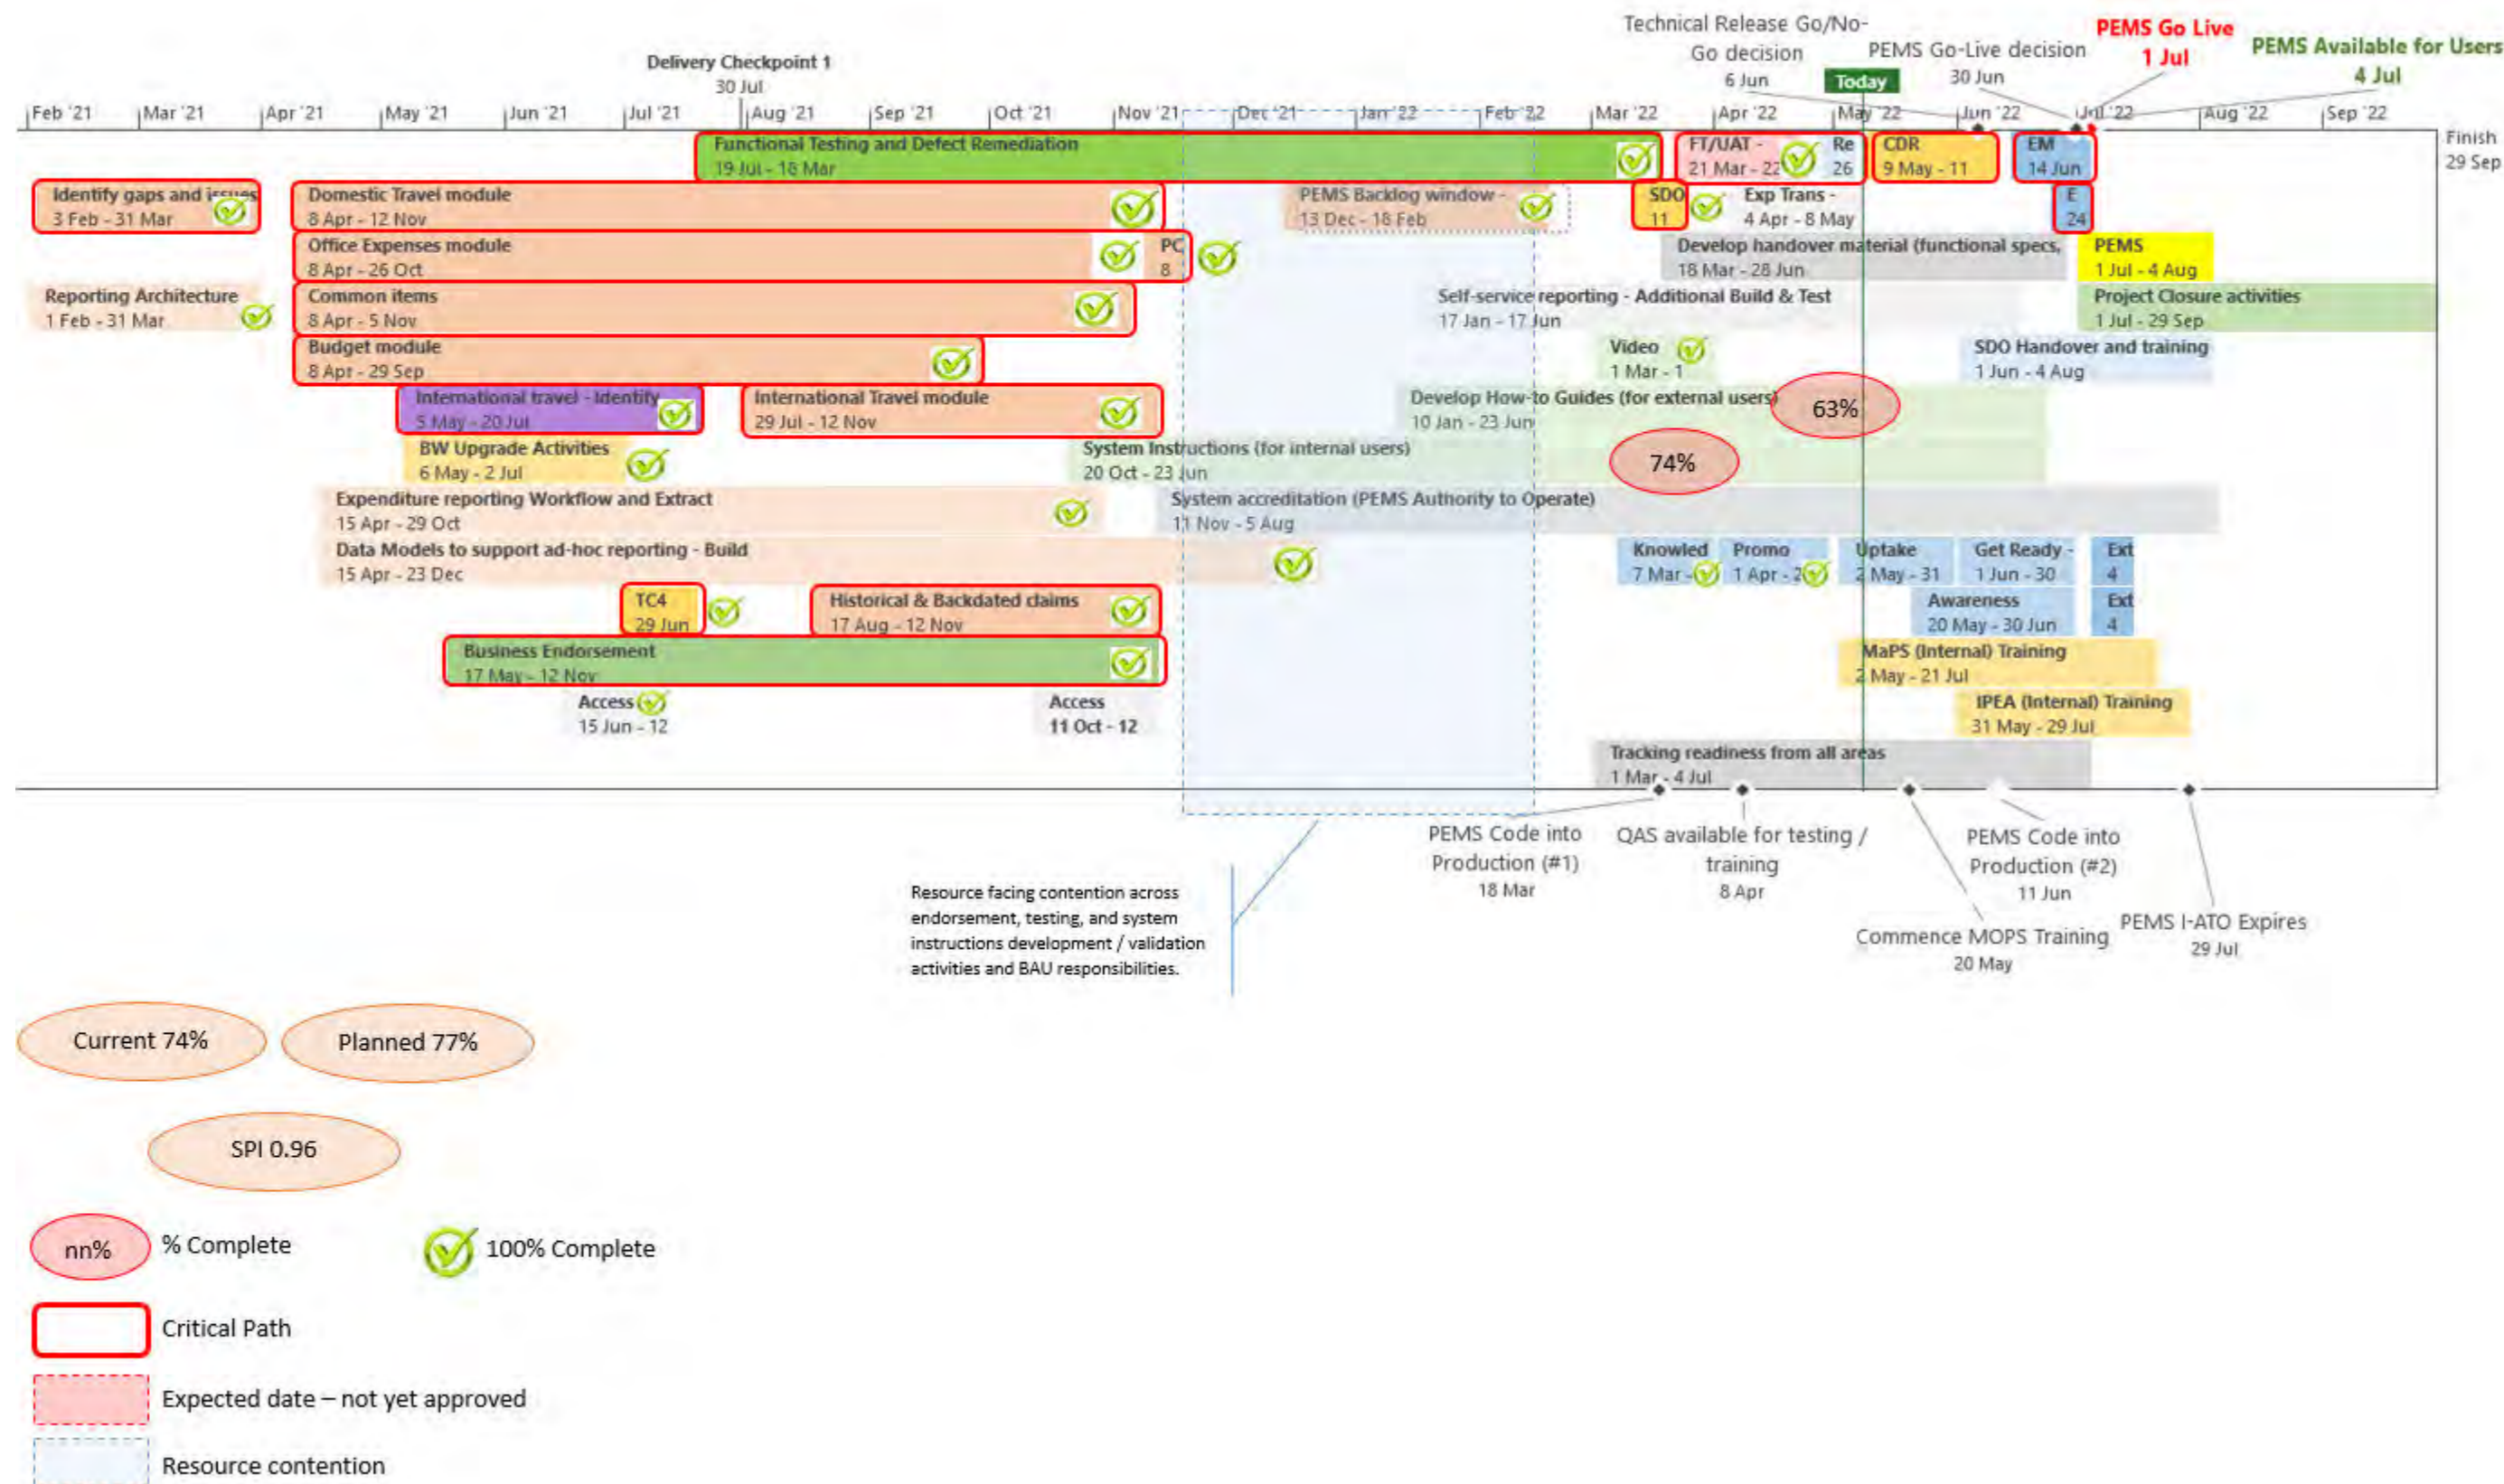 Technical Release Go/No-
Go decision
6 Jun
PEMS Go-Live decision
30 Jun
PEMS Go Live
1 Jul
PEMS Available for Users
4 Jul
Delivery Checkpoint 1
30 Jul
Today
Feb '21
Mar '21
Apr '21
May '21
Jun '21
Jul '21
Aug '21
Sep '21
Oct '21
Nov '21
Dec '21
Jan '22
Feb '22
Mar '22
Apr '22
May '22
Jun '22
Jul '22
Aug '22
Sep '22
Finish
29 Sep
Functional Testing and Defect Remediation
19 Jul - 18 Mar
FT/UAT -
21 Mar - 22
Re
26
CDR
9 May - 11
EM
14 Jun
Identify gaps and issues
3 Feb - 31 Mar
Domestic Travel module
8 Apr - 12 Nov
PEMS Backlog window -
13 Dec - 18 Feb
SDO
11
Exp Trans -
4 Apr - 8 May
E
24
Office Expenses module
8 Apr - 26 Oct
PC
8
Develop handover material (functional specs,
18 Mar - 28 Jun
PEMS
1 Jul - 4 Aug
Reporting Architecture
1 Feb - 31 Mar
Common items
8 Apr - 5 Nov
Self-service reporting - Additional Build & Test
17 Jan - 17 Jun
Project Closure activities
1 Jul - 29 Sep
Budget module
8 Apr - 29 Sep
Video
1 Mar - 1
SDO Handover and training
1 Jun - 4 Aug
International travel - Identify
5 May - 20 Jul
International Travel module
29 Jul - 12 Nov
Develop How-to Guides (for external users)
10 Jan - 23 Jun
63%
BW Upgrade Activities
6 May - 2 Jul
System Instructions (for internal users)
20 Oct - 23 Jun
74%
Expenditure reporting Workflow and Extract
15 Apr - 29 Oct
System accreditation (PEMS Authority to Operate)
11 Nov - 5 Aug
Data Models to support ad-hoc reporting - Build
15 Apr - 23 Dec
Knowled
7 Mar -
Promo
1 Apr - 2
Uptake
2 May - 31
Get Ready -
1 Jun - 30
Ext
4
TC4
29 Jun
Historical & Backdated claims
17 Aug - 12 Nov
Awareness
20 May - 30 Jun
Ext
4
Business Endorsement
17 May - 12 Nov
MaPS (Internal) Training
2 May - 21 Jul
Access
15 Jun - 12
Access
11 Oct - 12
IPEA (Internal) Training
31 May - 29 Jul
Tracking readiness from all areas
1 Mar - 4 Jul
PEMS Code into
Production (#1)
18 Mar
QAS available for testing /
training
8 Apr
PEMS Code into
Production (#2)
11 Jun
Commence MOPS Training
20 May
PEMS I-ATO Expires
29 Jul
Resource facing contention across
endorsement, testing, and system
instructions development / validation
activities and BAU responsibilities.
Current 74%
Planned 77%
SPI 0.96
nn%
% Complete
100% Complete
Critical Path
Expected date – not yet approved
Resource contention